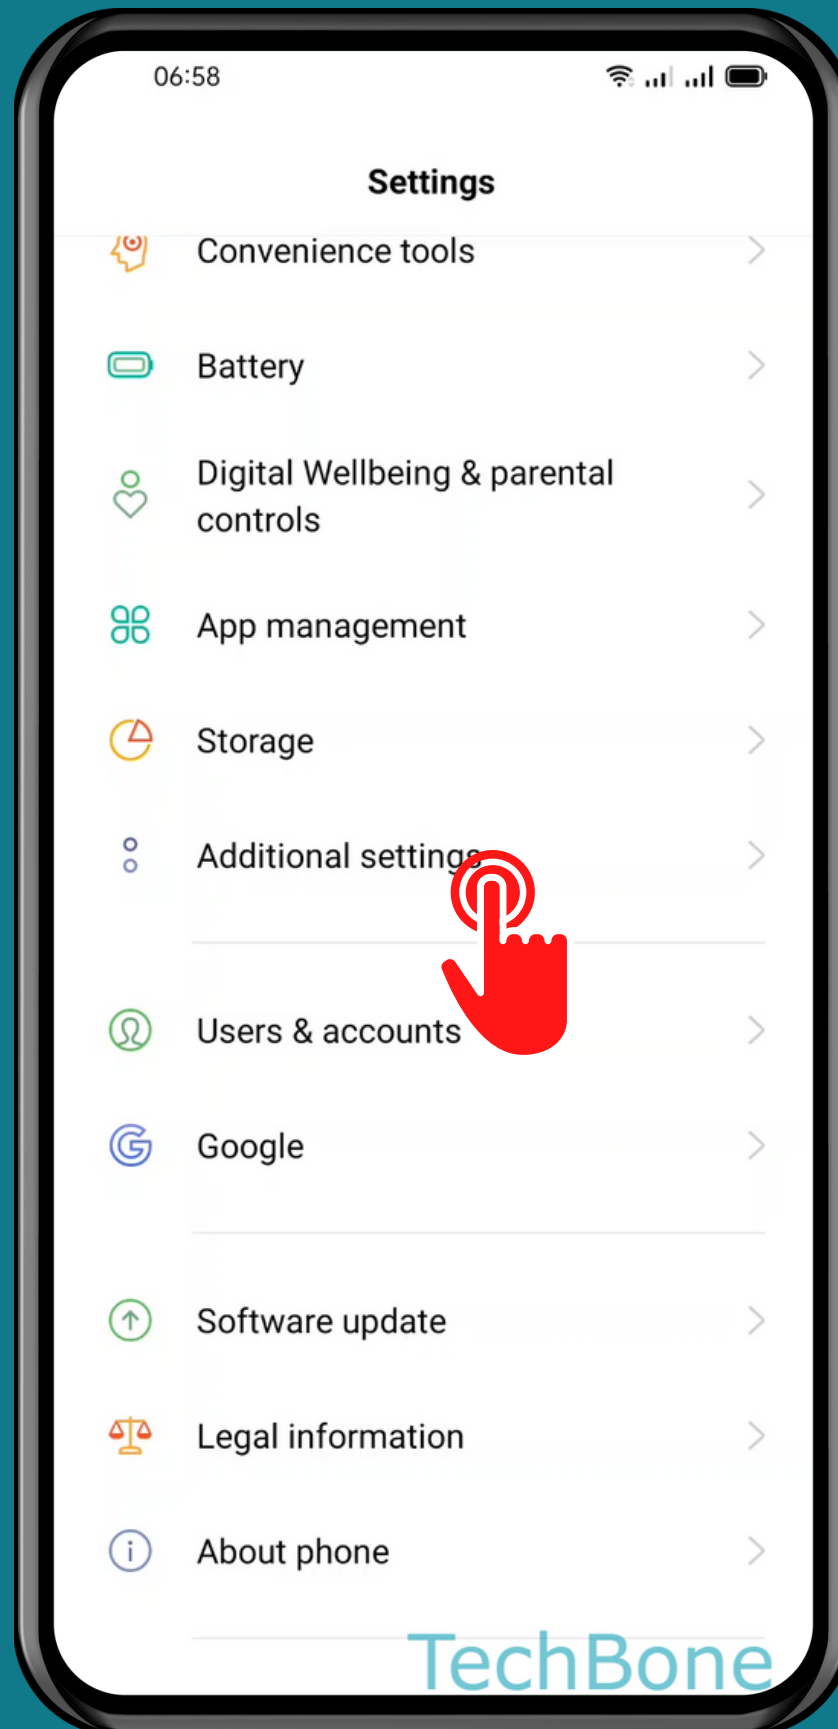 06:58
Settings
Convenience tools
Battery
Digital Wellbeing & parental
controls
App management
Storage
Additional settings
Users & accounts
Google
Software update
Legal information
About phone
TechBone